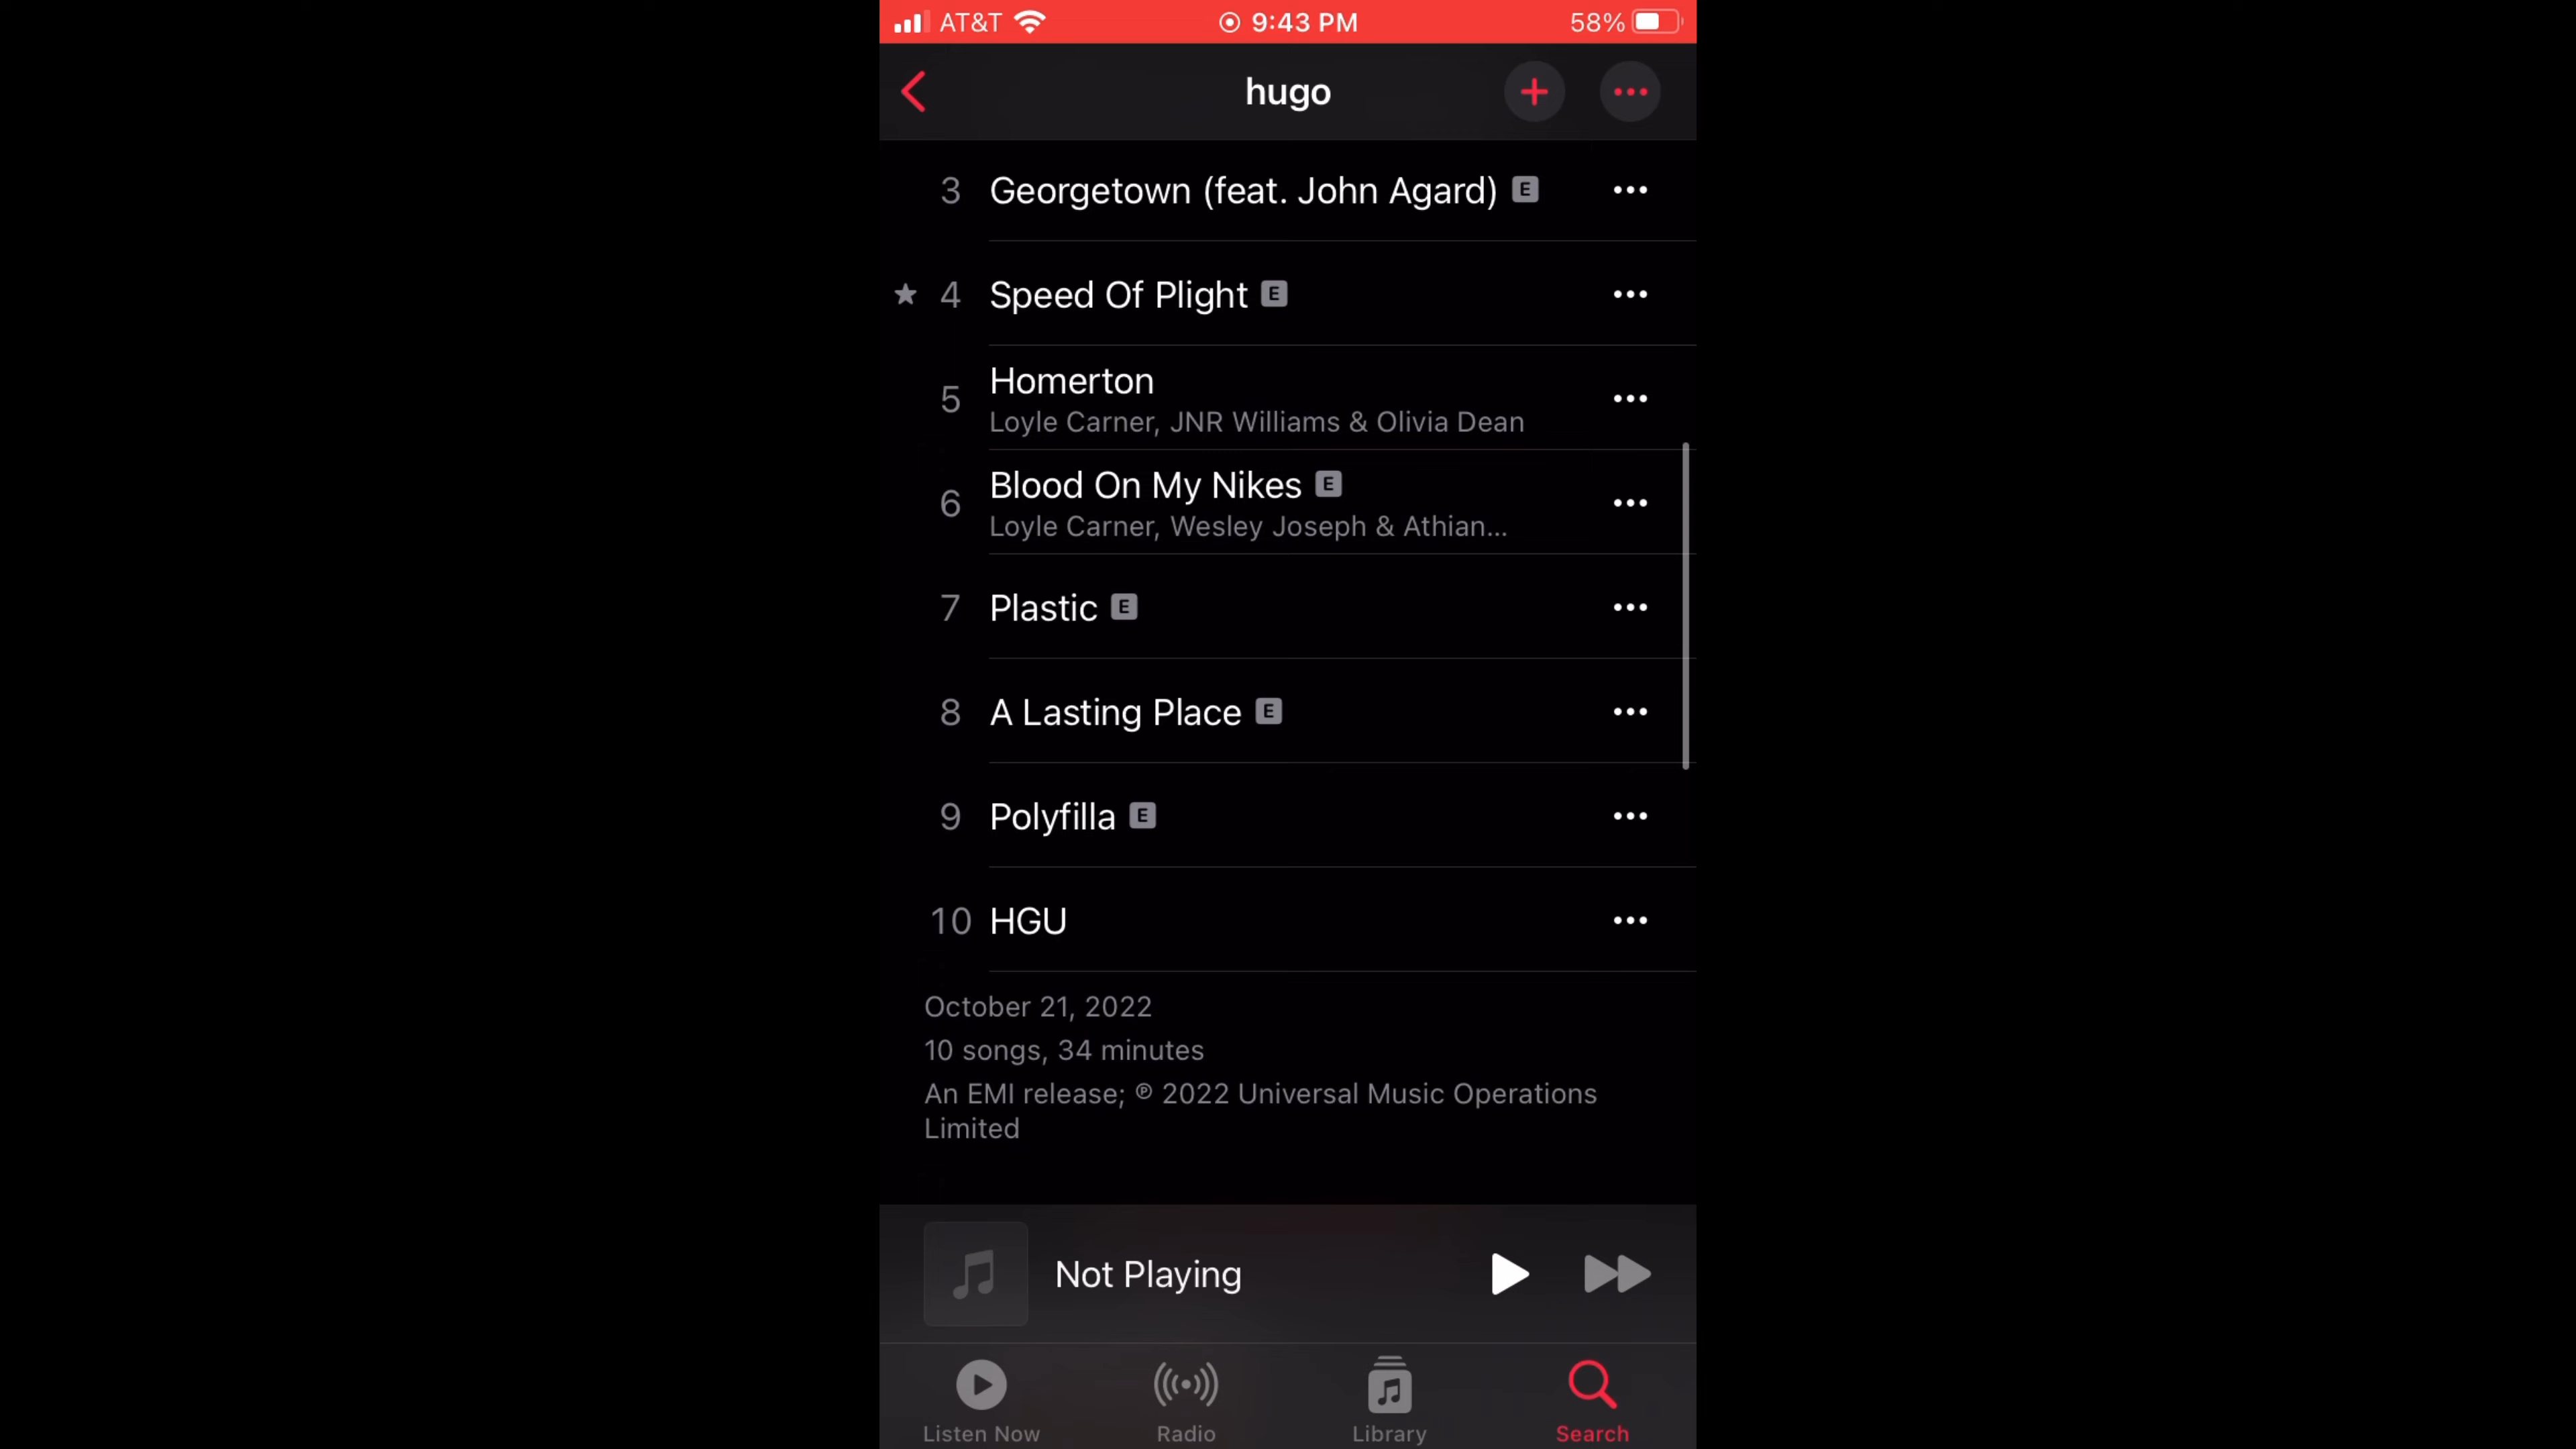 AT&T 9:43 PM 58%
hugo
3 Georgetown (feat. John Agard) E
4 Speed Of Plight E
5 Homerton
Loyle Carner, JNR Williams & Olivia Dean
6 Blood On My Nikes E
Loyle Carner, Wesley Joseph & Athian...
7 Plastic E
8 A Lasting Place E
9 Polyfilla E
10 HGU
October 21, 2022
10 songs, 34 minutes
An EMI release; ℗ 2022 Universal Music Operations
Limited
Not Playing
Listen Now Radio Library Search